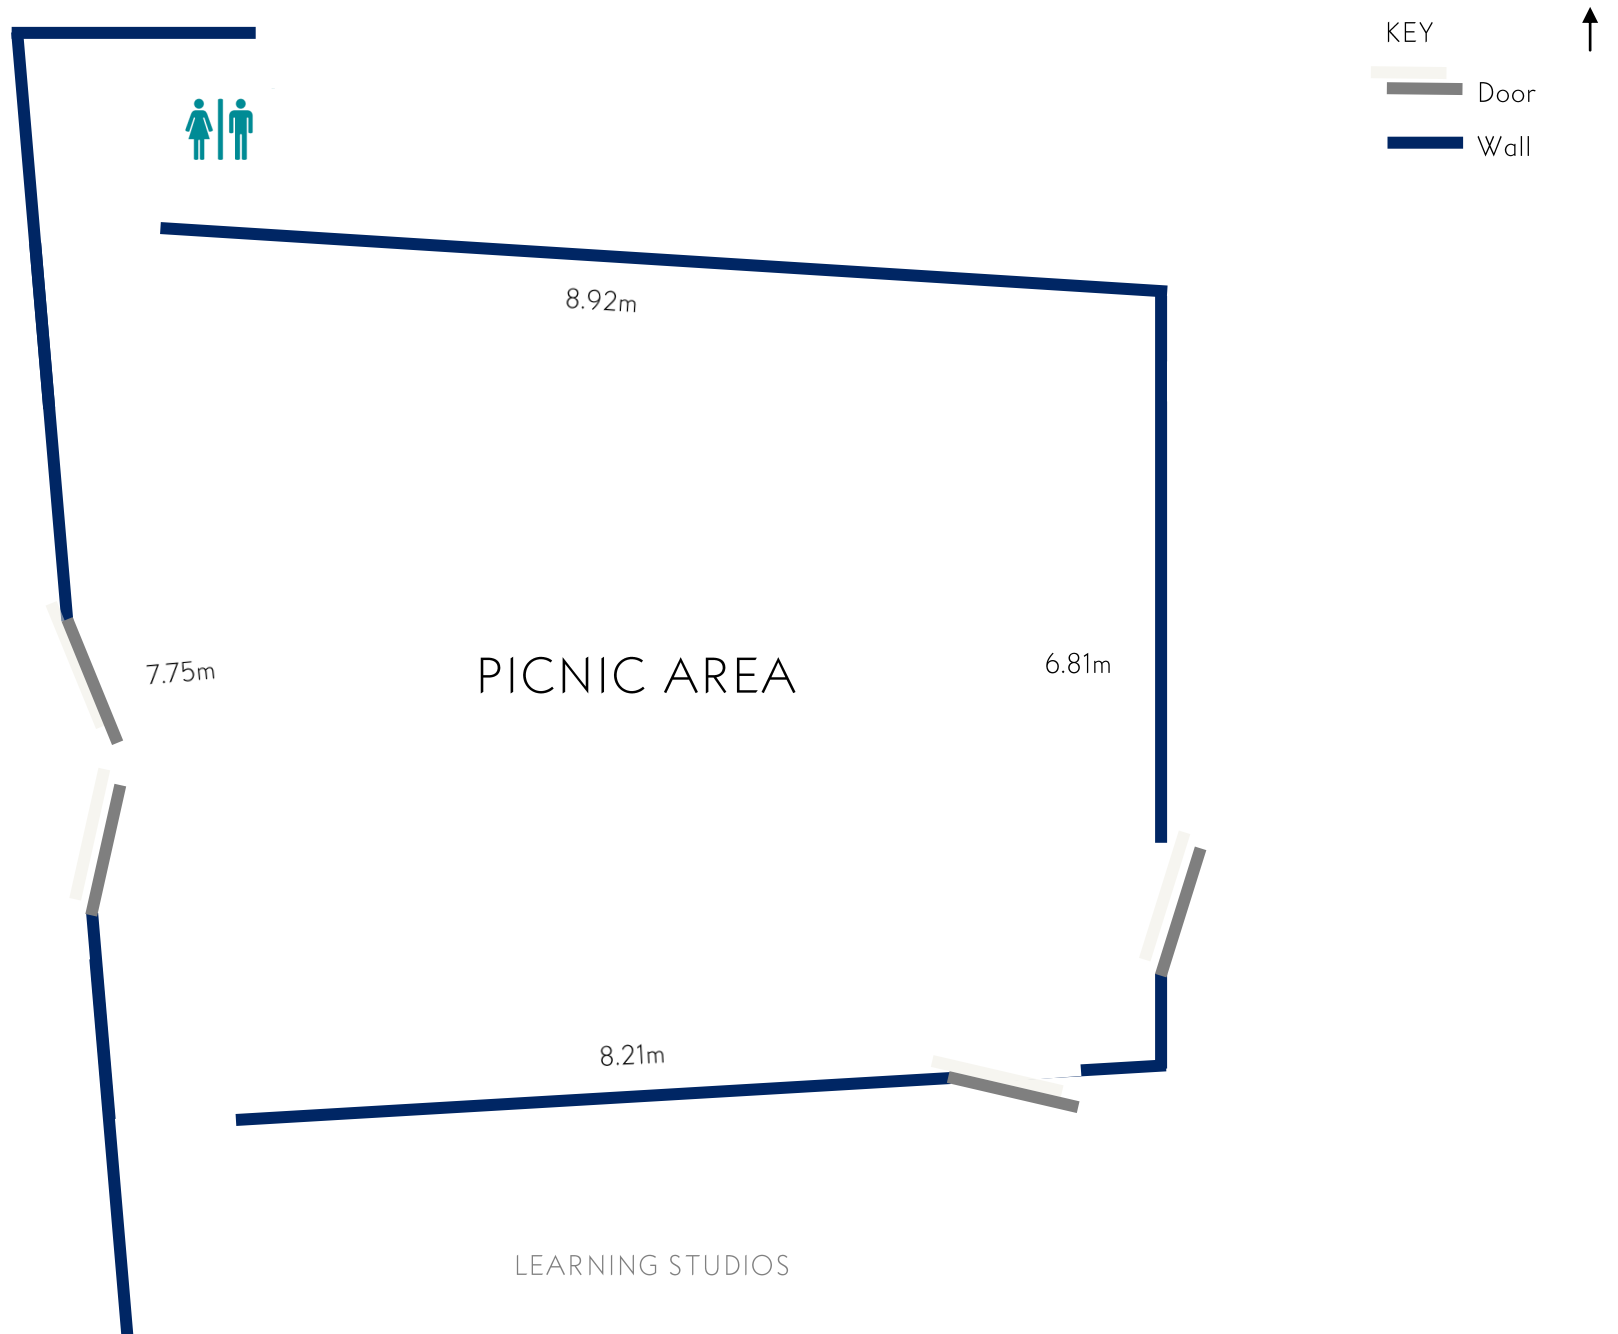 KEY
Door
Wall
8.92m
7.75m
PICNIC AREA
6.81m
8.21m
LEARNING STUDIOS